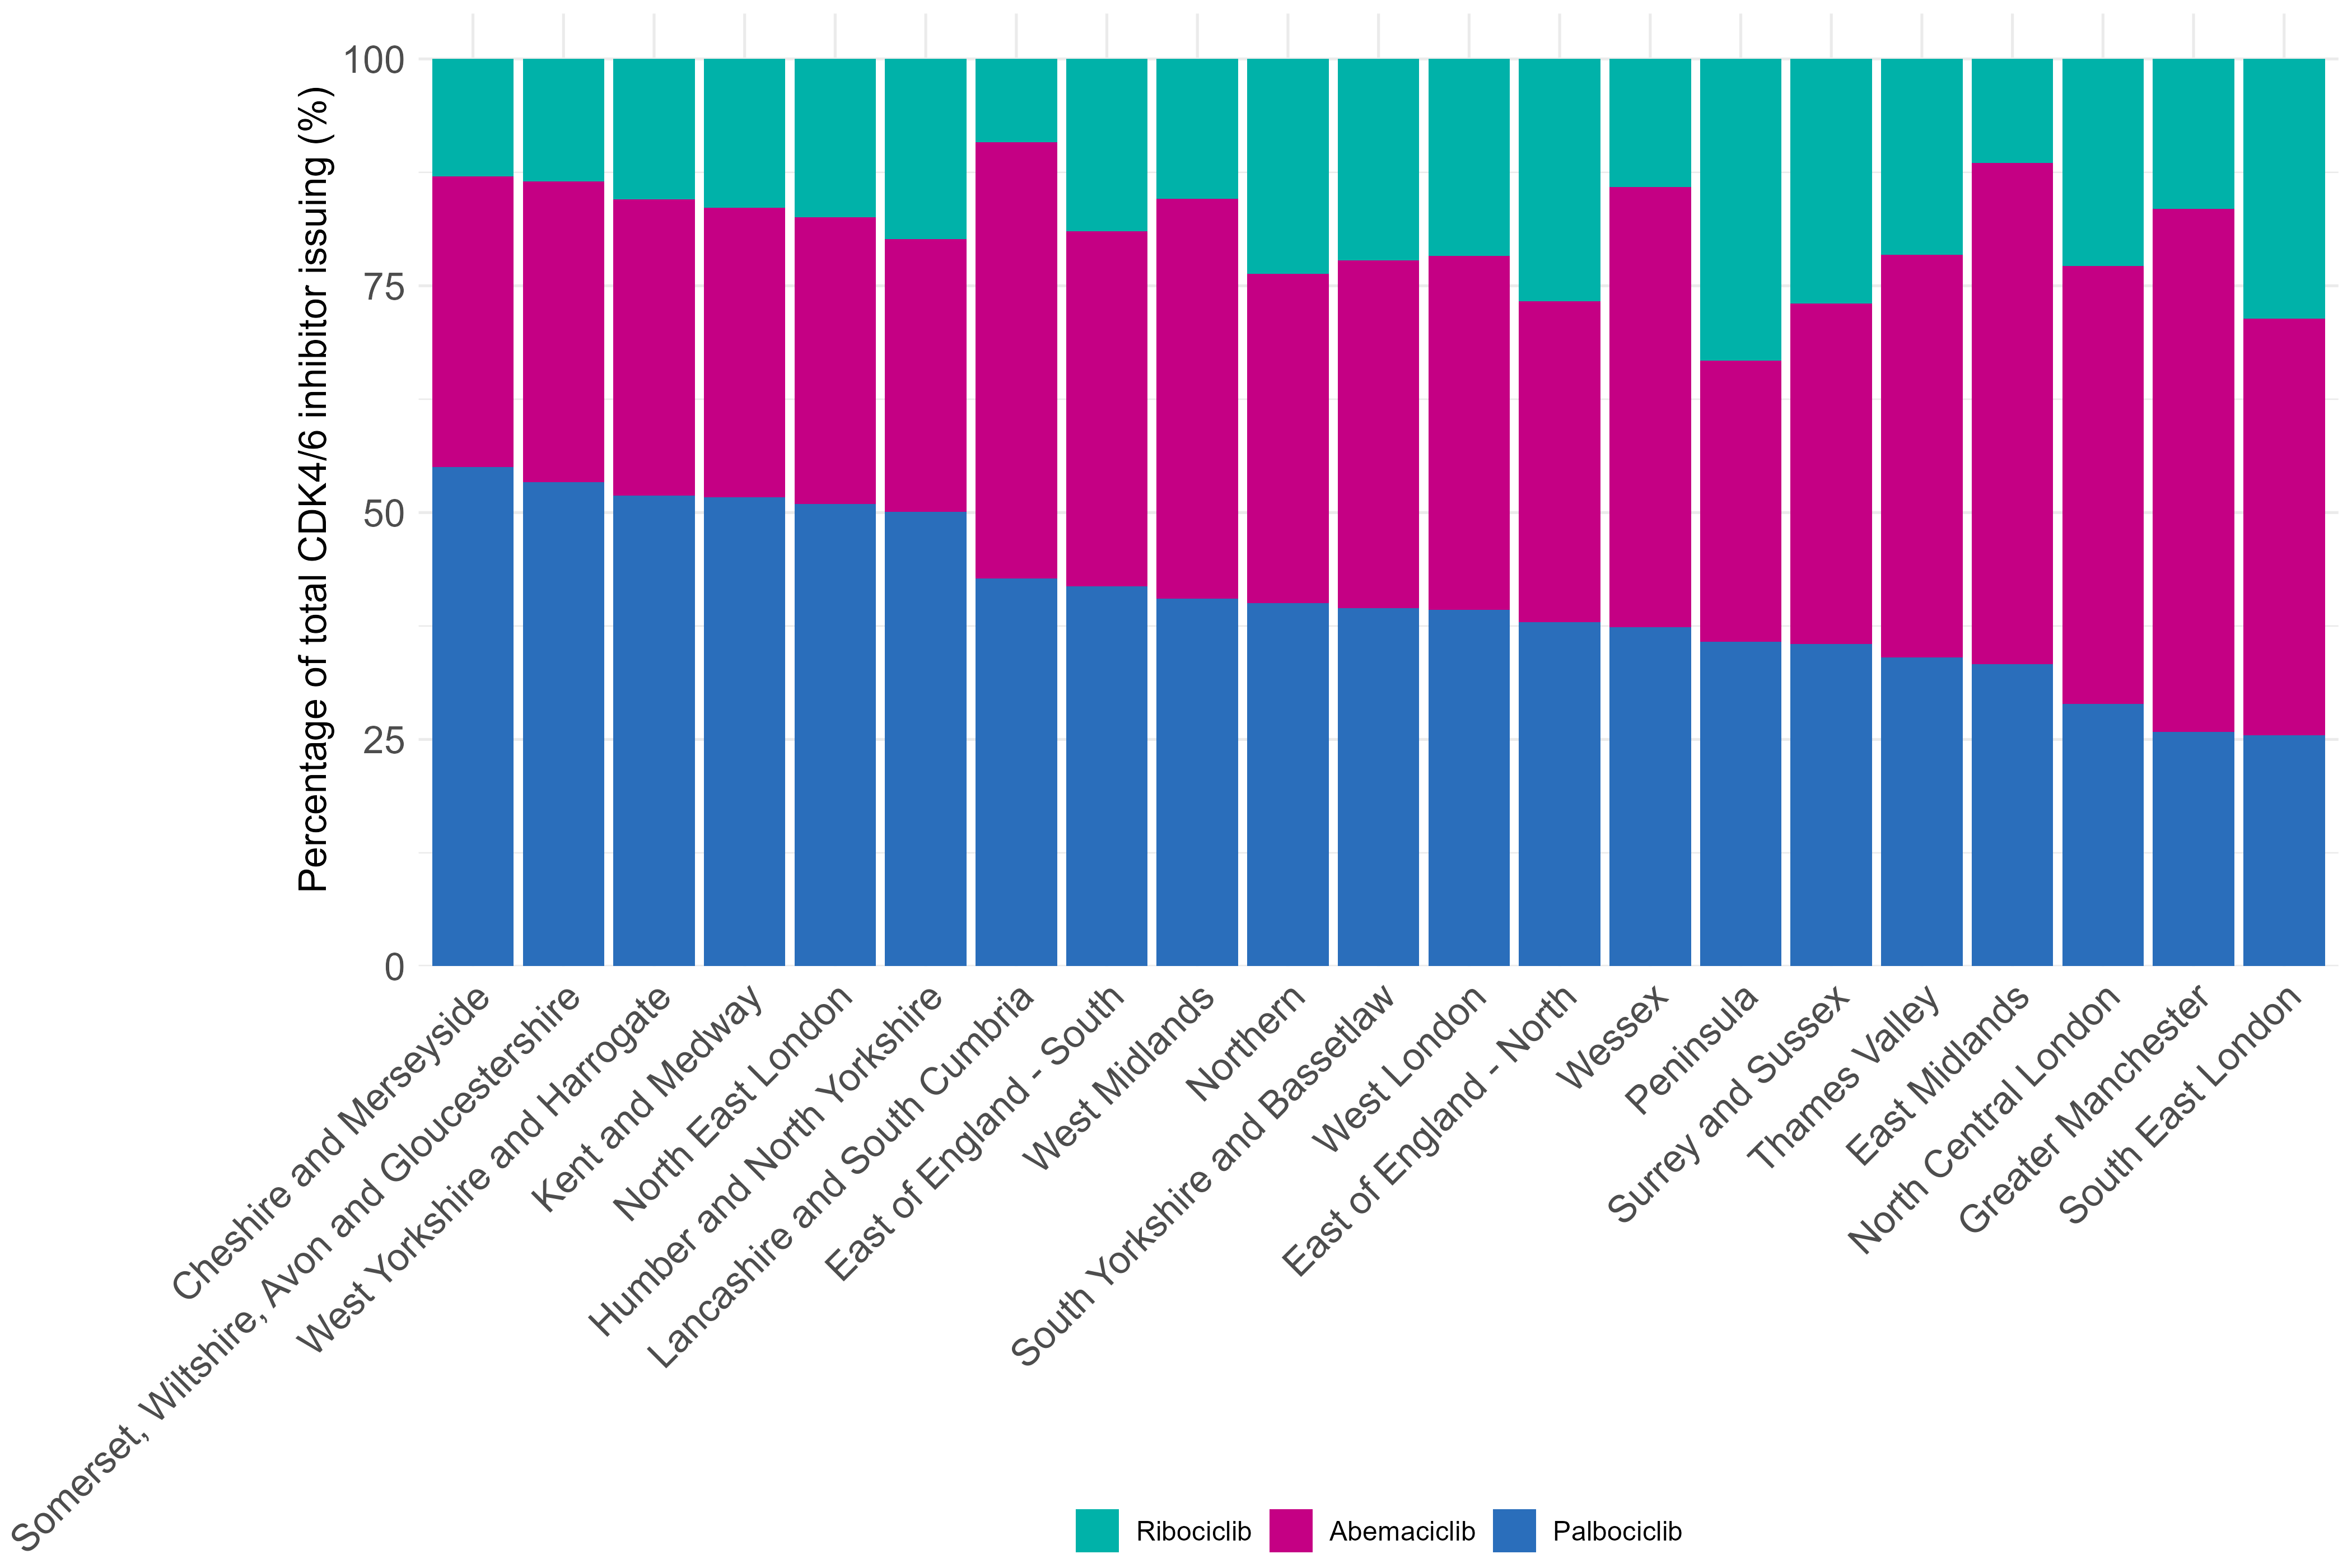 Percentage of total CDK4/6 inhibitor issuing (%)
100
75
50
25
0
Cheshire and Merseyside
Somerset, Wiltshire, Avon and Gloucestershire
West Yorkshire and Harrogate
Kent and Medway
North East London
Humber and North Yorkshire
Lancashire and South Cumbria
East of England - South
West Midlands
Northern
South Yorkshire and Bassetlaw
West London
East of England - North
Wessex
Peninsula
Surrey and Sussex
Thames Valley
East Midlands
North Central London
Greater Manchester
South East London
Ribociclib
Abemaciclib
Palbociclib